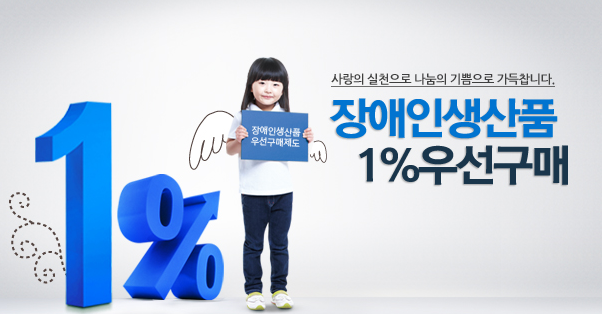 사랑의 실천으로 나눔의 기쁨으로 가득찹니다.
장애인생산품
1%우선구매
1%
장애인생산품
우선구매제도